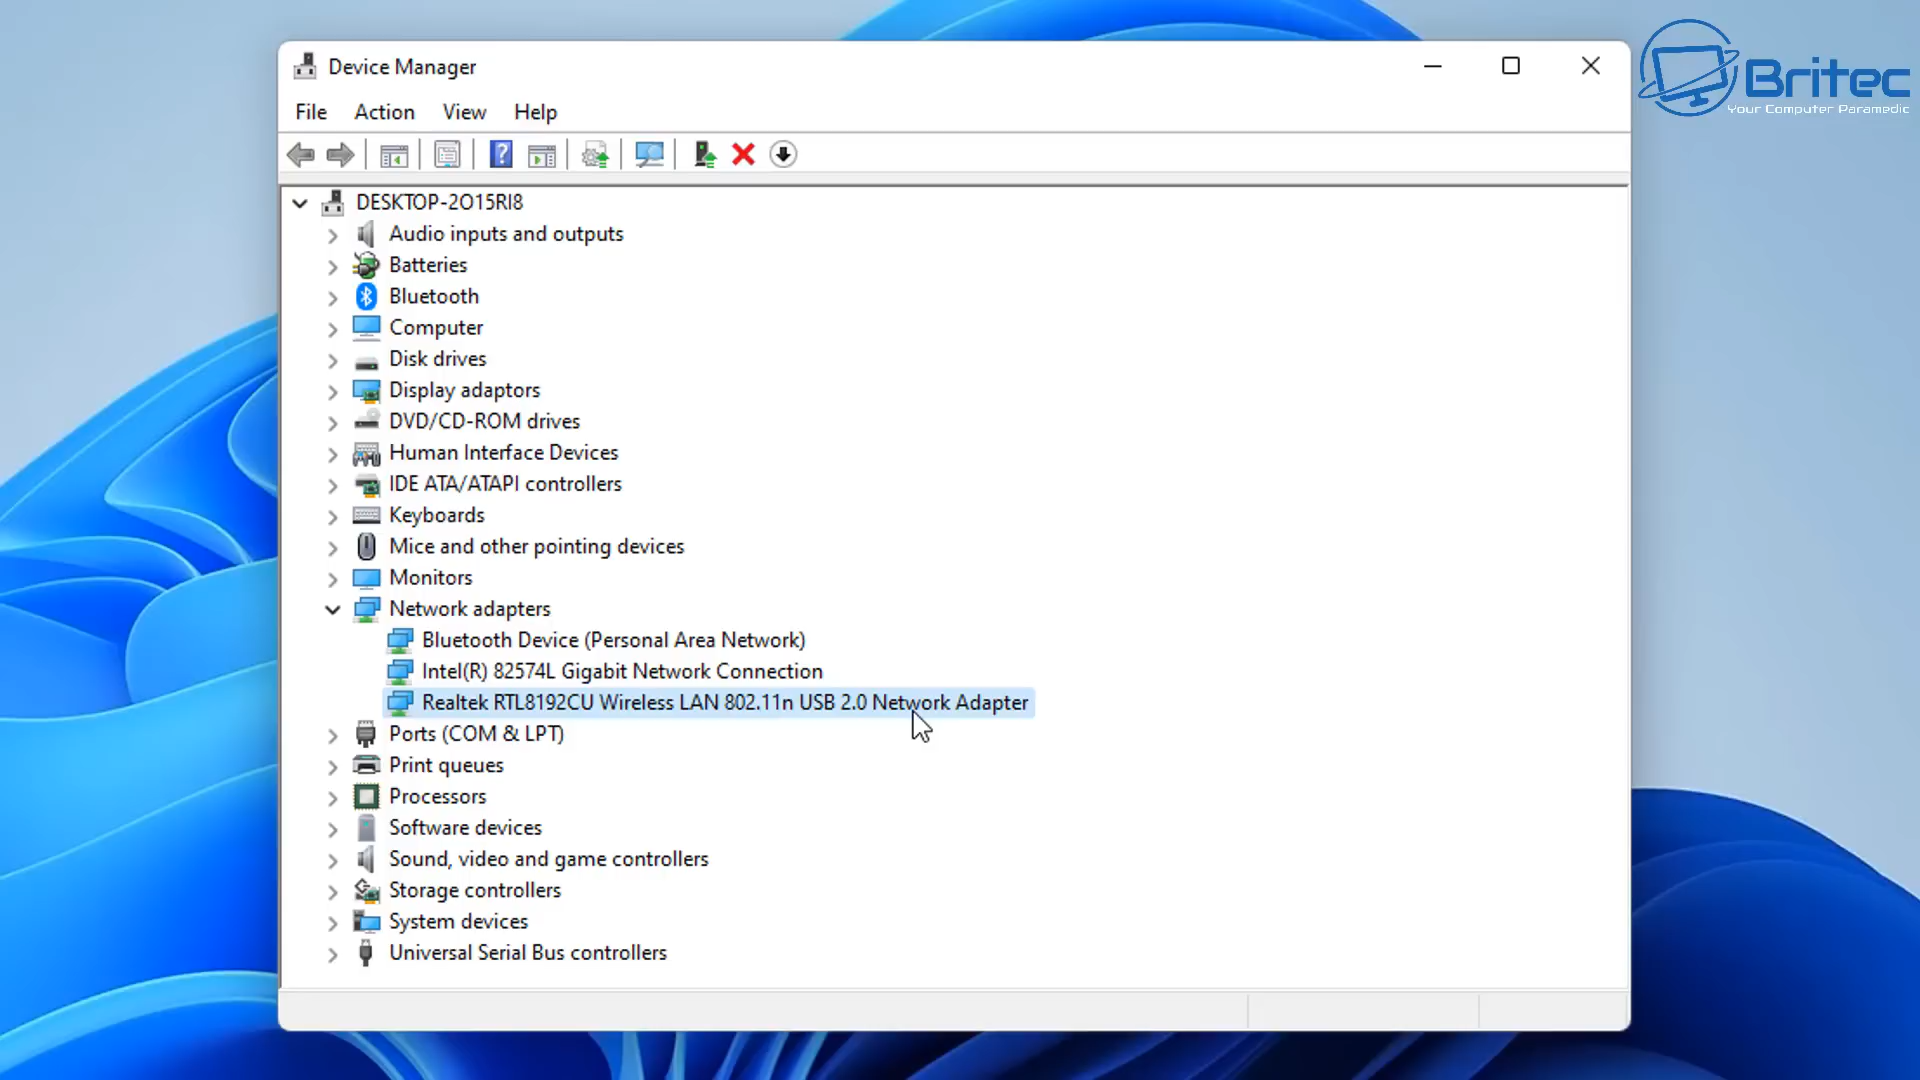 Device Manager
Britec
Your Computer Paramedic
File Action View Help
DESKTOP-2O15RI8
Audio inputs and outputs
Batteries
Bluetooth
Computer
Disk drives
Display adaptors
DVD/CD-ROM drives
Human Interface Devices
IDE ATA/ATAPI controllers
Keyboards
Mice and other pointing devices
Monitors
Network adapters
Bluetooth Device (Personal Area Network)
Intel(R) 82574L Gigabit Network Connection
Realtek RTL8192CU Wireless LAN 802.11n USB 2.0 Network Adapter
Ports (COM & LPT)
Print queues
Processors
Software devices
Sound, video and game controllers
Storage controllers
System devices
Universal Serial Bus controllers